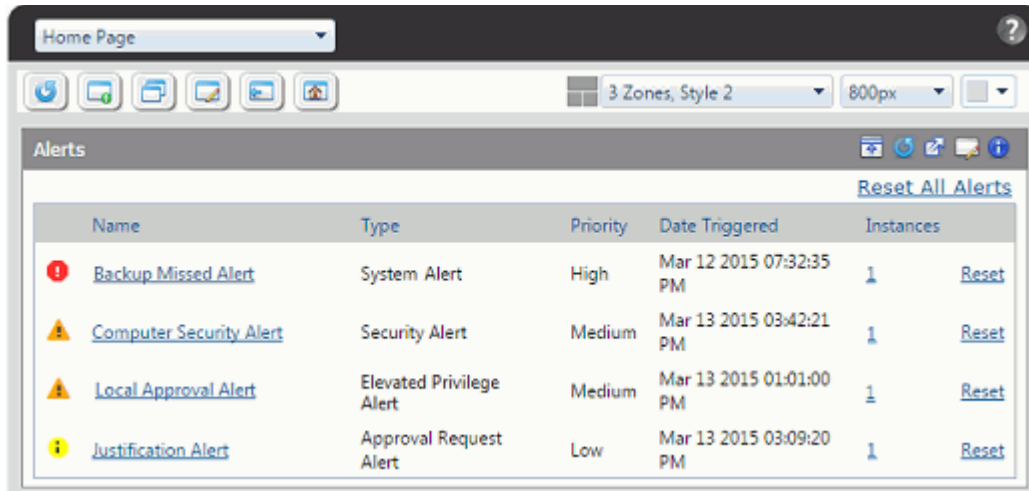 Home Page
?
3 Zones, Style 2
800px
Alerts
Reset All Alerts
Name Type Priority Date Triggered Instances
Backup Missed Alert System Alert High Mar 12 2015 07:32:35 PM 1 Reset
Computer Security Alert Security Alert Medium Mar 13 2015 03:42:21 PM 1 Reset
Local Approval Alert Elevated Privilege Alert Medium Mar 13 2015 01:01:00 PM 1 Reset
Justification Alert Approval Request Alert Low Mar 13 2015 03:09:20 PM 1 Reset